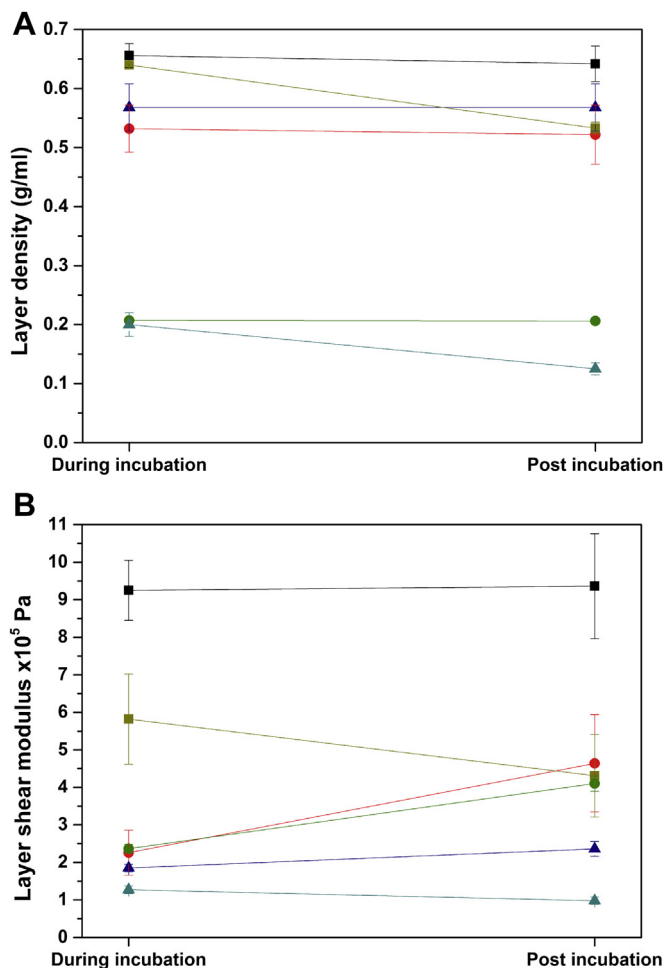 A
Layer density (g/ml)
0.7
0.6
0.5
0.4
0.3
0.2
0.1
0.0
During incubation
Post incubation
B
Layer shear modulus x10⁵ Pa
11
10
9
8
7
6
5
4
3
2
1
0
During incubation
Post incubation